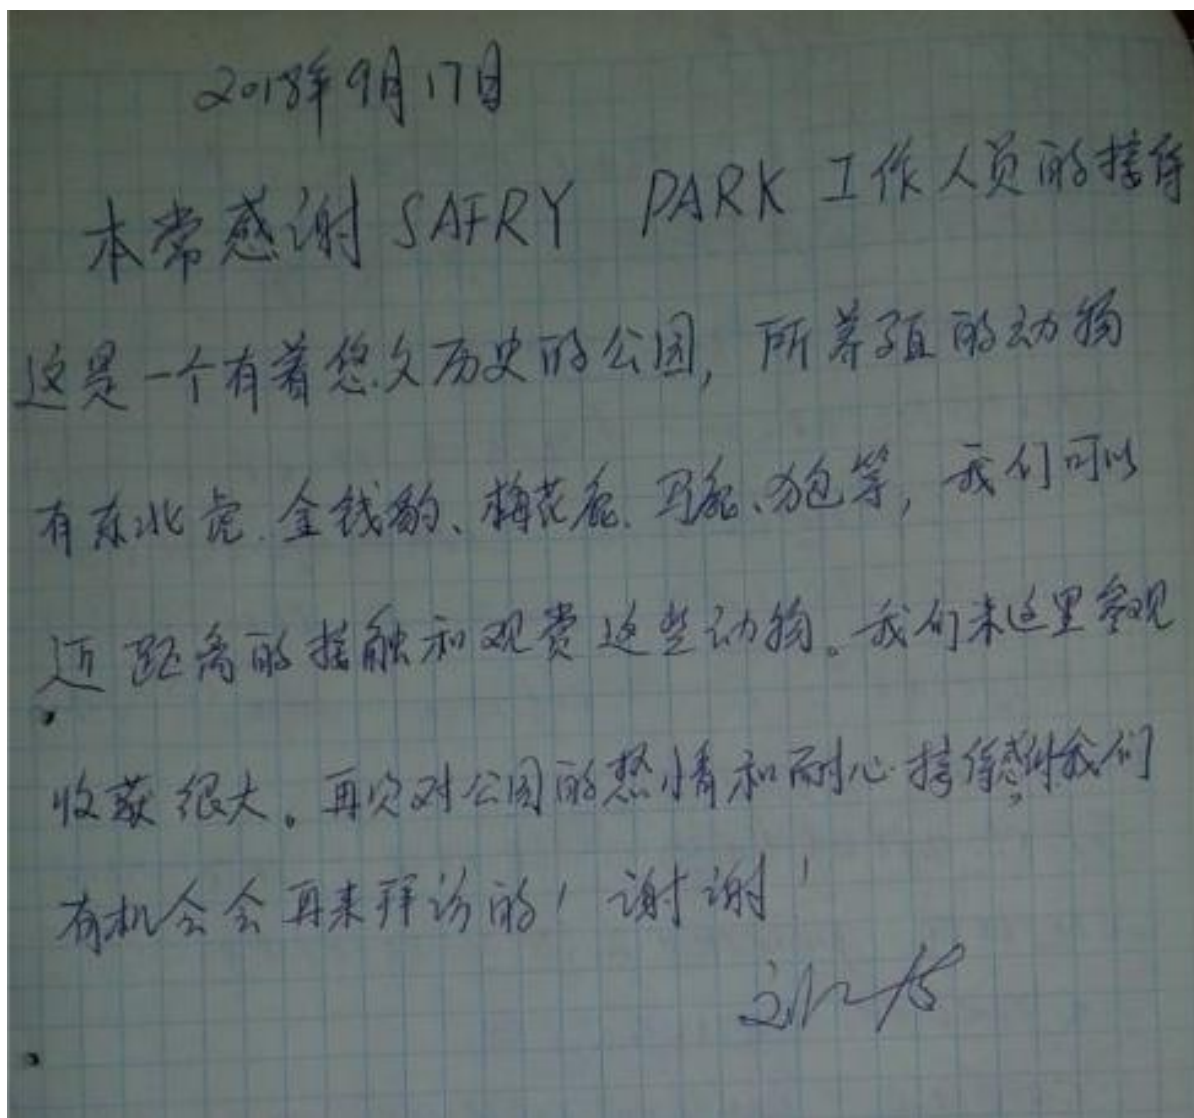 2018年9月17日
本常感谢 SAFRY PARK 工作人员的接待
这是一个有着悠久历史的公园, 所养殖的动物
有东北虎、金钱豹、梅花鹿、马鹿、狍等, 我们可以
近距离的接触和观赏这些动物。我们来这里参观
收获很大。再次对公园的热情和耐心接待感谢,我们
有机会会再来拜访的! 谢谢!